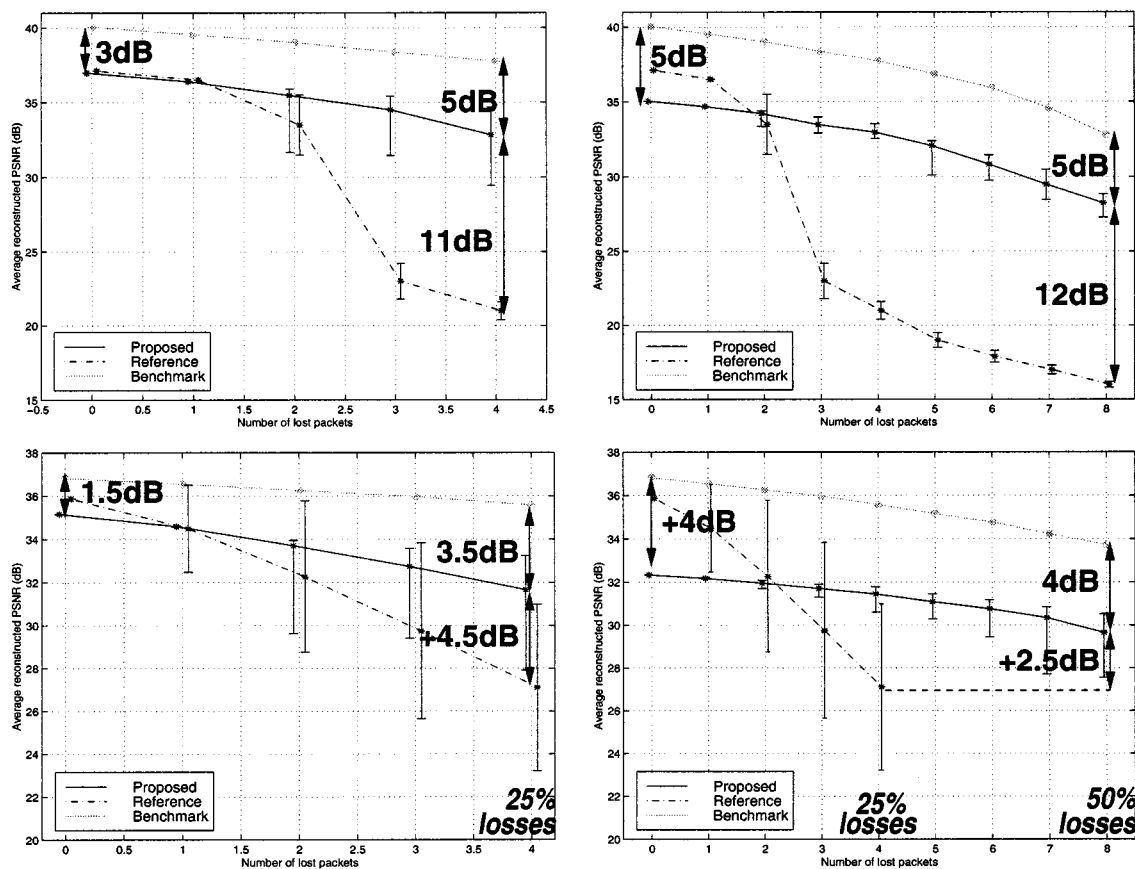 40
35
30
25
20
15
Average reconstructed PSNR (dB)
3dB
5dB
11dB
Proposed
Reference
Benchmark
−0.5 0 0.5 1 1.5 2 2.5 3 3.5 4 4.5
Number of lost packets
40
35
30
25
20
15
Average reconstructed PSNR (dB)
5dB
5dB
12dB
Proposed
Reference
Benchmark
0 1 2 3 4 5 6 7 8
Number of lost packets
38
36
34
32
30
28
26
24
22
20
Average reconstructed PSNR (dB)
1.5dB
3.5dB
+4.5dB
Proposed
Reference
Benchmark
25%
losses
0 0.5 1 1.5 2 2.5 3 3.5 4
Number of lost packets
38
36
34
32
30
28
26
24
22
20
Average reconstructed PSNR (dB)
+4dB
4dB
+2.5dB
Proposed
Reference
Benchmark
25%
losses
50%
losses
0 1 2 3 4 5 6 7 8
Number of lost packets